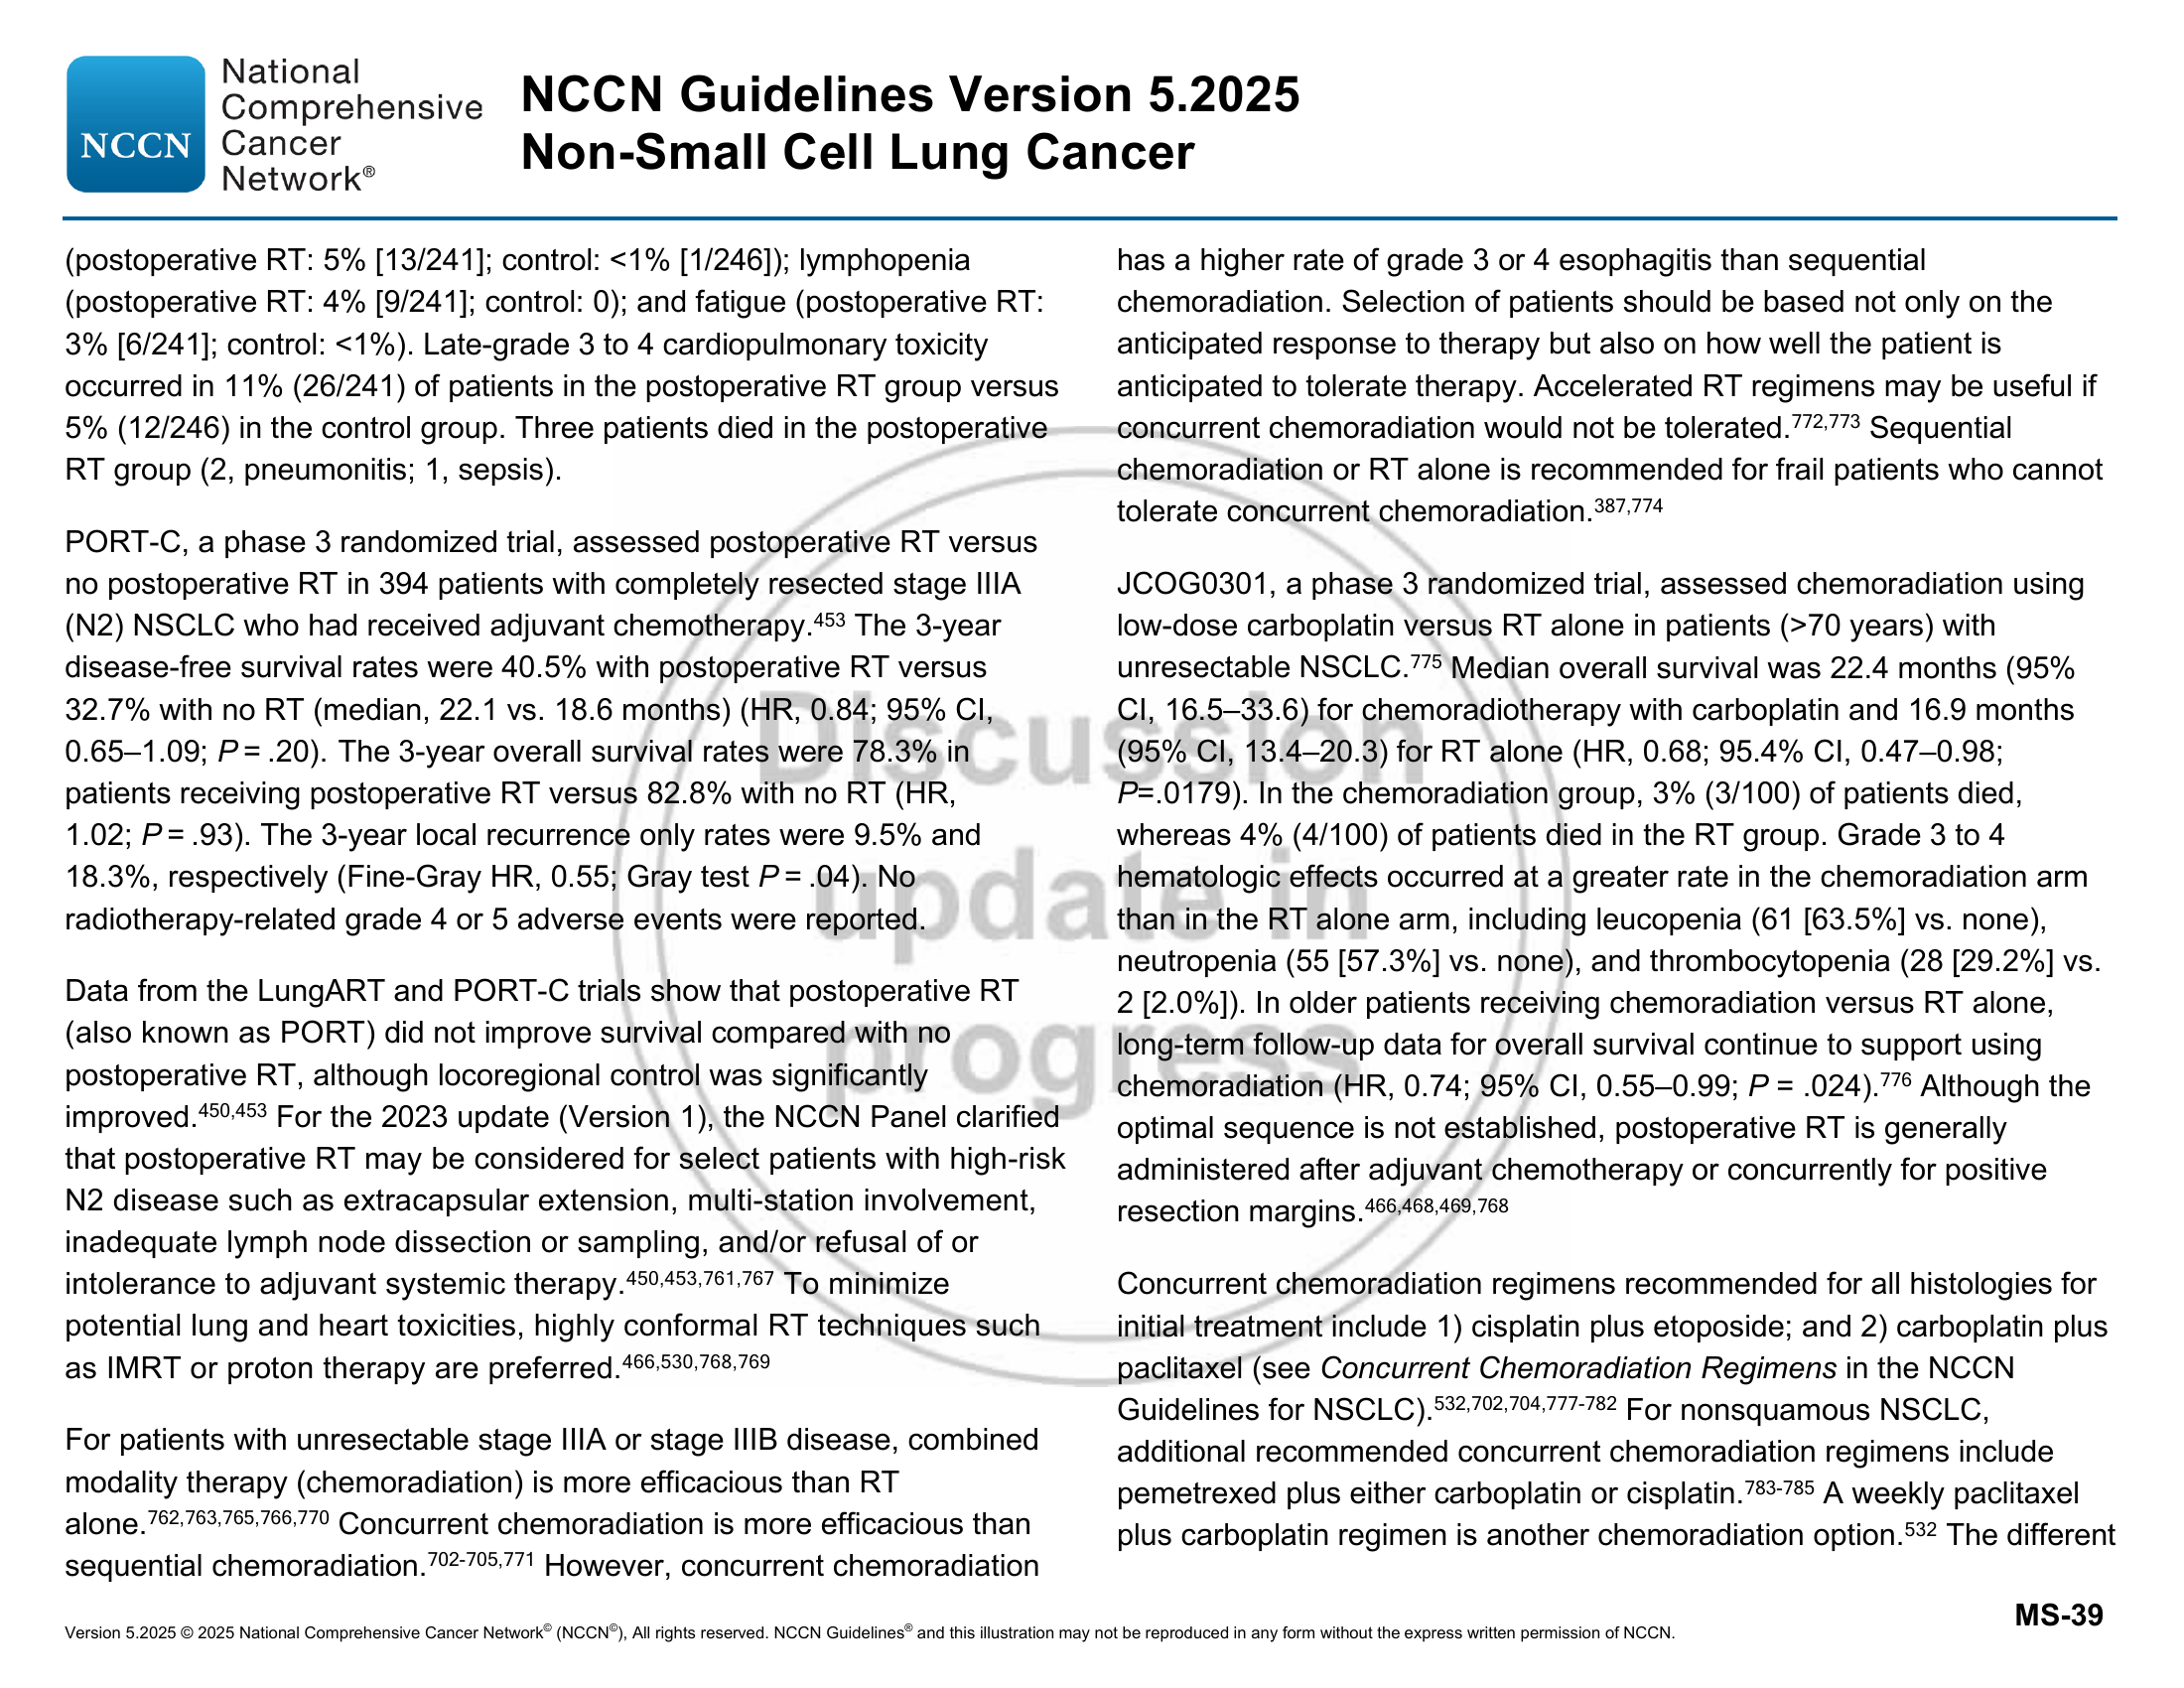 National
Comprehensive
Cancer
Network®
NCCN
NCCN Guidelines Version 5.2025
Non-Small Cell Lung Cancer
(postoperative RT: 5% [13/241]; control: <1% [1/246]); lymphopenia
(postoperative RT: 4% [9/241]; control: 0); and fatigue (postoperative RT:
3% [6/241]; control: <1%). Late-grade 3 to 4 cardiopulmonary toxicity
occurred in 11% (26/241) of patients in the postoperative RT group versus
5% (12/246) in the control group. Three patients died in the postoperative
RT group (2, pneumonitis; 1, sepsis).
PORT-C, a phase 3 randomized trial, assessed postoperative RT versus
no postoperative RT in 394 patients with completely resected stage IIIA
(N2) NSCLC who had received adjuvant chemotherapy.453 The 3-year
disease-free survival rates were 40.5% with postoperative RT versus
32.7% with no RT (median, 22.1 vs. 18.6 months) (HR, 0.84; 95% CI,
0.65–1.09; P = .20). The 3-year overall survival rates were 78.3% in
patients receiving postoperative RT versus 82.8% with no RT (HR,
1.02; P = .93). The 3-year local recurrence only rates were 9.5% and
18.3%, respectively (Fine-Gray HR, 0.55; Gray test P = .04). No
radiotherapy-related grade 4 or 5 adverse events were reported.
Data from the LungART and PORT-C trials show that postoperative RT
(also known as PORT) did not improve survival compared with no
postoperative RT, although locoregional control was significantly
improved.450,453 For the 2023 update (Version 1), the NCCN Panel clarified
that postoperative RT may be considered for select patients with high-risk
N2 disease such as extracapsular extension, multi-station involvement,
inadequate lymph node dissection or sampling, and/or refusal of or
intolerance to adjuvant systemic therapy.450,453,761,767 To minimize
potential lung and heart toxicities, highly conformal RT techniques such
as IMRT or proton therapy are preferred.466,530,768,769
For patients with unresectable stage IIIA or stage IIIB disease, combined
modality therapy (chemoradiation) is more efficacious than RT
alone.762,763,765,766,770 Concurrent chemoradiation is more efficacious than
sequential chemoradiation.702-705,771 However, concurrent chemoradiation
has a higher rate of grade 3 or 4 esophagitis than sequential
chemoradiation. Selection of patients should be based not only on the
anticipated response to therapy but also on how well the patient is
anticipated to tolerate therapy. Accelerated RT regimens may be useful if
concurrent chemoradiation would not be tolerated.772,773 Sequential
chemoradiation or RT alone is recommended for frail patients who cannot
tolerate concurrent chemoradiation.387,774
JCOG0301, a phase 3 randomized trial, assessed chemoradiation using
low-dose carboplatin versus RT alone in patients (>70 years) with
unresectable NSCLC.775 Median overall survival was 22.4 months (95%
CI, 16.5–33.6) for chemoradiotherapy with carboplatin and 16.9 months
(95% CI, 13.4–20.3) for RT alone (HR, 0.68; 95.4% CI, 0.47–0.98;
P=.0179). In the chemoradiation group, 3% (3/100) of patients died,
whereas 4% (4/100) of patients died in the RT group. Grade 3 to 4
hematologic effects occurred at a greater rate in the chemoradiation arm
than in the RT alone arm, including leucopenia (61 [63.5%] vs. none),
neutropenia (55 [57.3%] vs. none), and thrombocytopenia (28 [29.2%] vs.
2 [2.0%]). In older patients receiving chemoradiation versus RT alone,
long-term follow-up data for overall survival continue to support using
chemoradiation (HR, 0.74; 95% CI, 0.55–0.99; P = .024).776 Although the
optimal sequence is not established, postoperative RT is generally
administered after adjuvant chemotherapy or concurrently for positive
resection margins.466,468,469,768
Concurrent chemoradiation regimens recommended for all histologies for
initial treatment include 1) cisplatin plus etoposide; and 2) carboplatin plus
paclitaxel (see Concurrent Chemoradiation Regimens in the NCCN
Guidelines for NSCLC).532,702,704,777-782 For nonsquamous NSCLC,
additional recommended concurrent chemoradiation regimens include
pemetrexed plus either carboplatin or cisplatin.783-785 A weekly paclitaxel
plus carboplatin regimen is another chemoradiation option.532 The different
Discussion
update in
progress
MS-39
Version 5.2025 © 2025 National Comprehensive Cancer Network© (NCCN©), All rights reserved. NCCN Guidelines® and this illustration may not be reproduced in any form without the express written permission of NCCN.